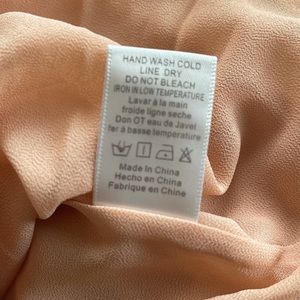 HAND WASH COLD
LINE DRY
DO NOT BLEACH
IRON IN LOW TEMPERATURE
Lavar à la main
froide ligne seche
Don OT eau de Javel
fer à basse temperature
Made In China
Hecho en China
Fabrique en Chine